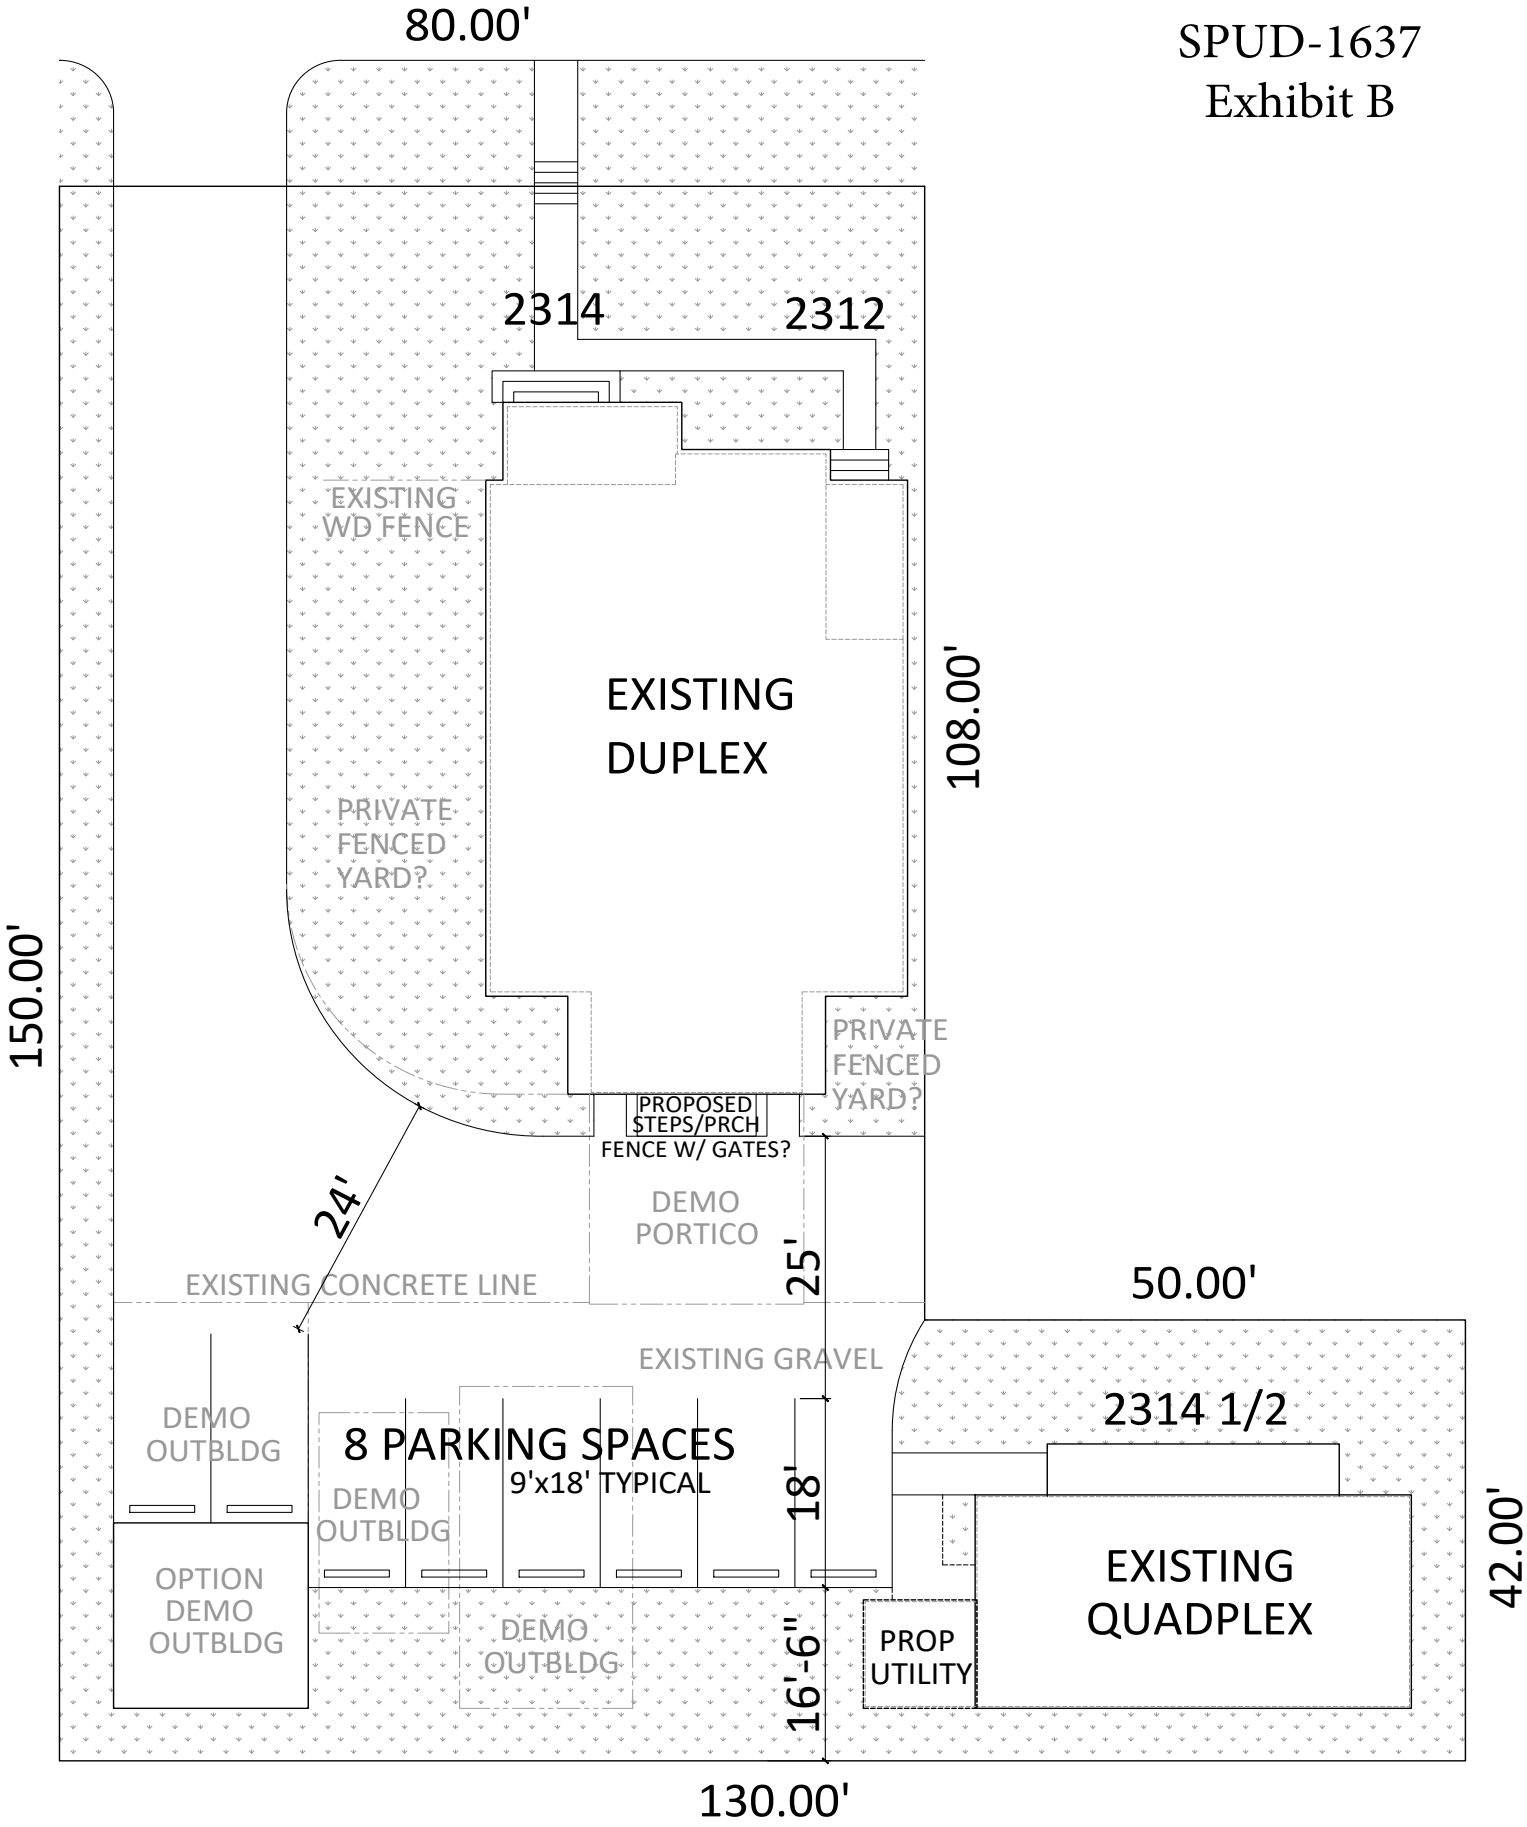 80.00'
SPUD-1637
Exhibit B
2314
2312
EXISTING
WD FENCE
EXISTING
DUPLEX
108.00'
PRIVATE
FENCED
YARD?
150.00'
PRIVATE
FENCED
YARD?
PROPOSED
STEPS/PRCH
FENCE W/ GATES?
24'
DEMO
PORTICO
25'
EXISTING CONCRETE LINE
50.00'
EXISTING GRAVEL
2314 1/2
DEMO
OUTBLDG
8 PARKING SPACES
9'x18' TYPICAL
18'
DEMO
OUTBLDG
42.00'
EXISTING
QUADPLEX
OPTION
DEMO
OUTBLDG
DEMO
OUTBLDG
16'-6"
PROP
UTILITY
130.00'